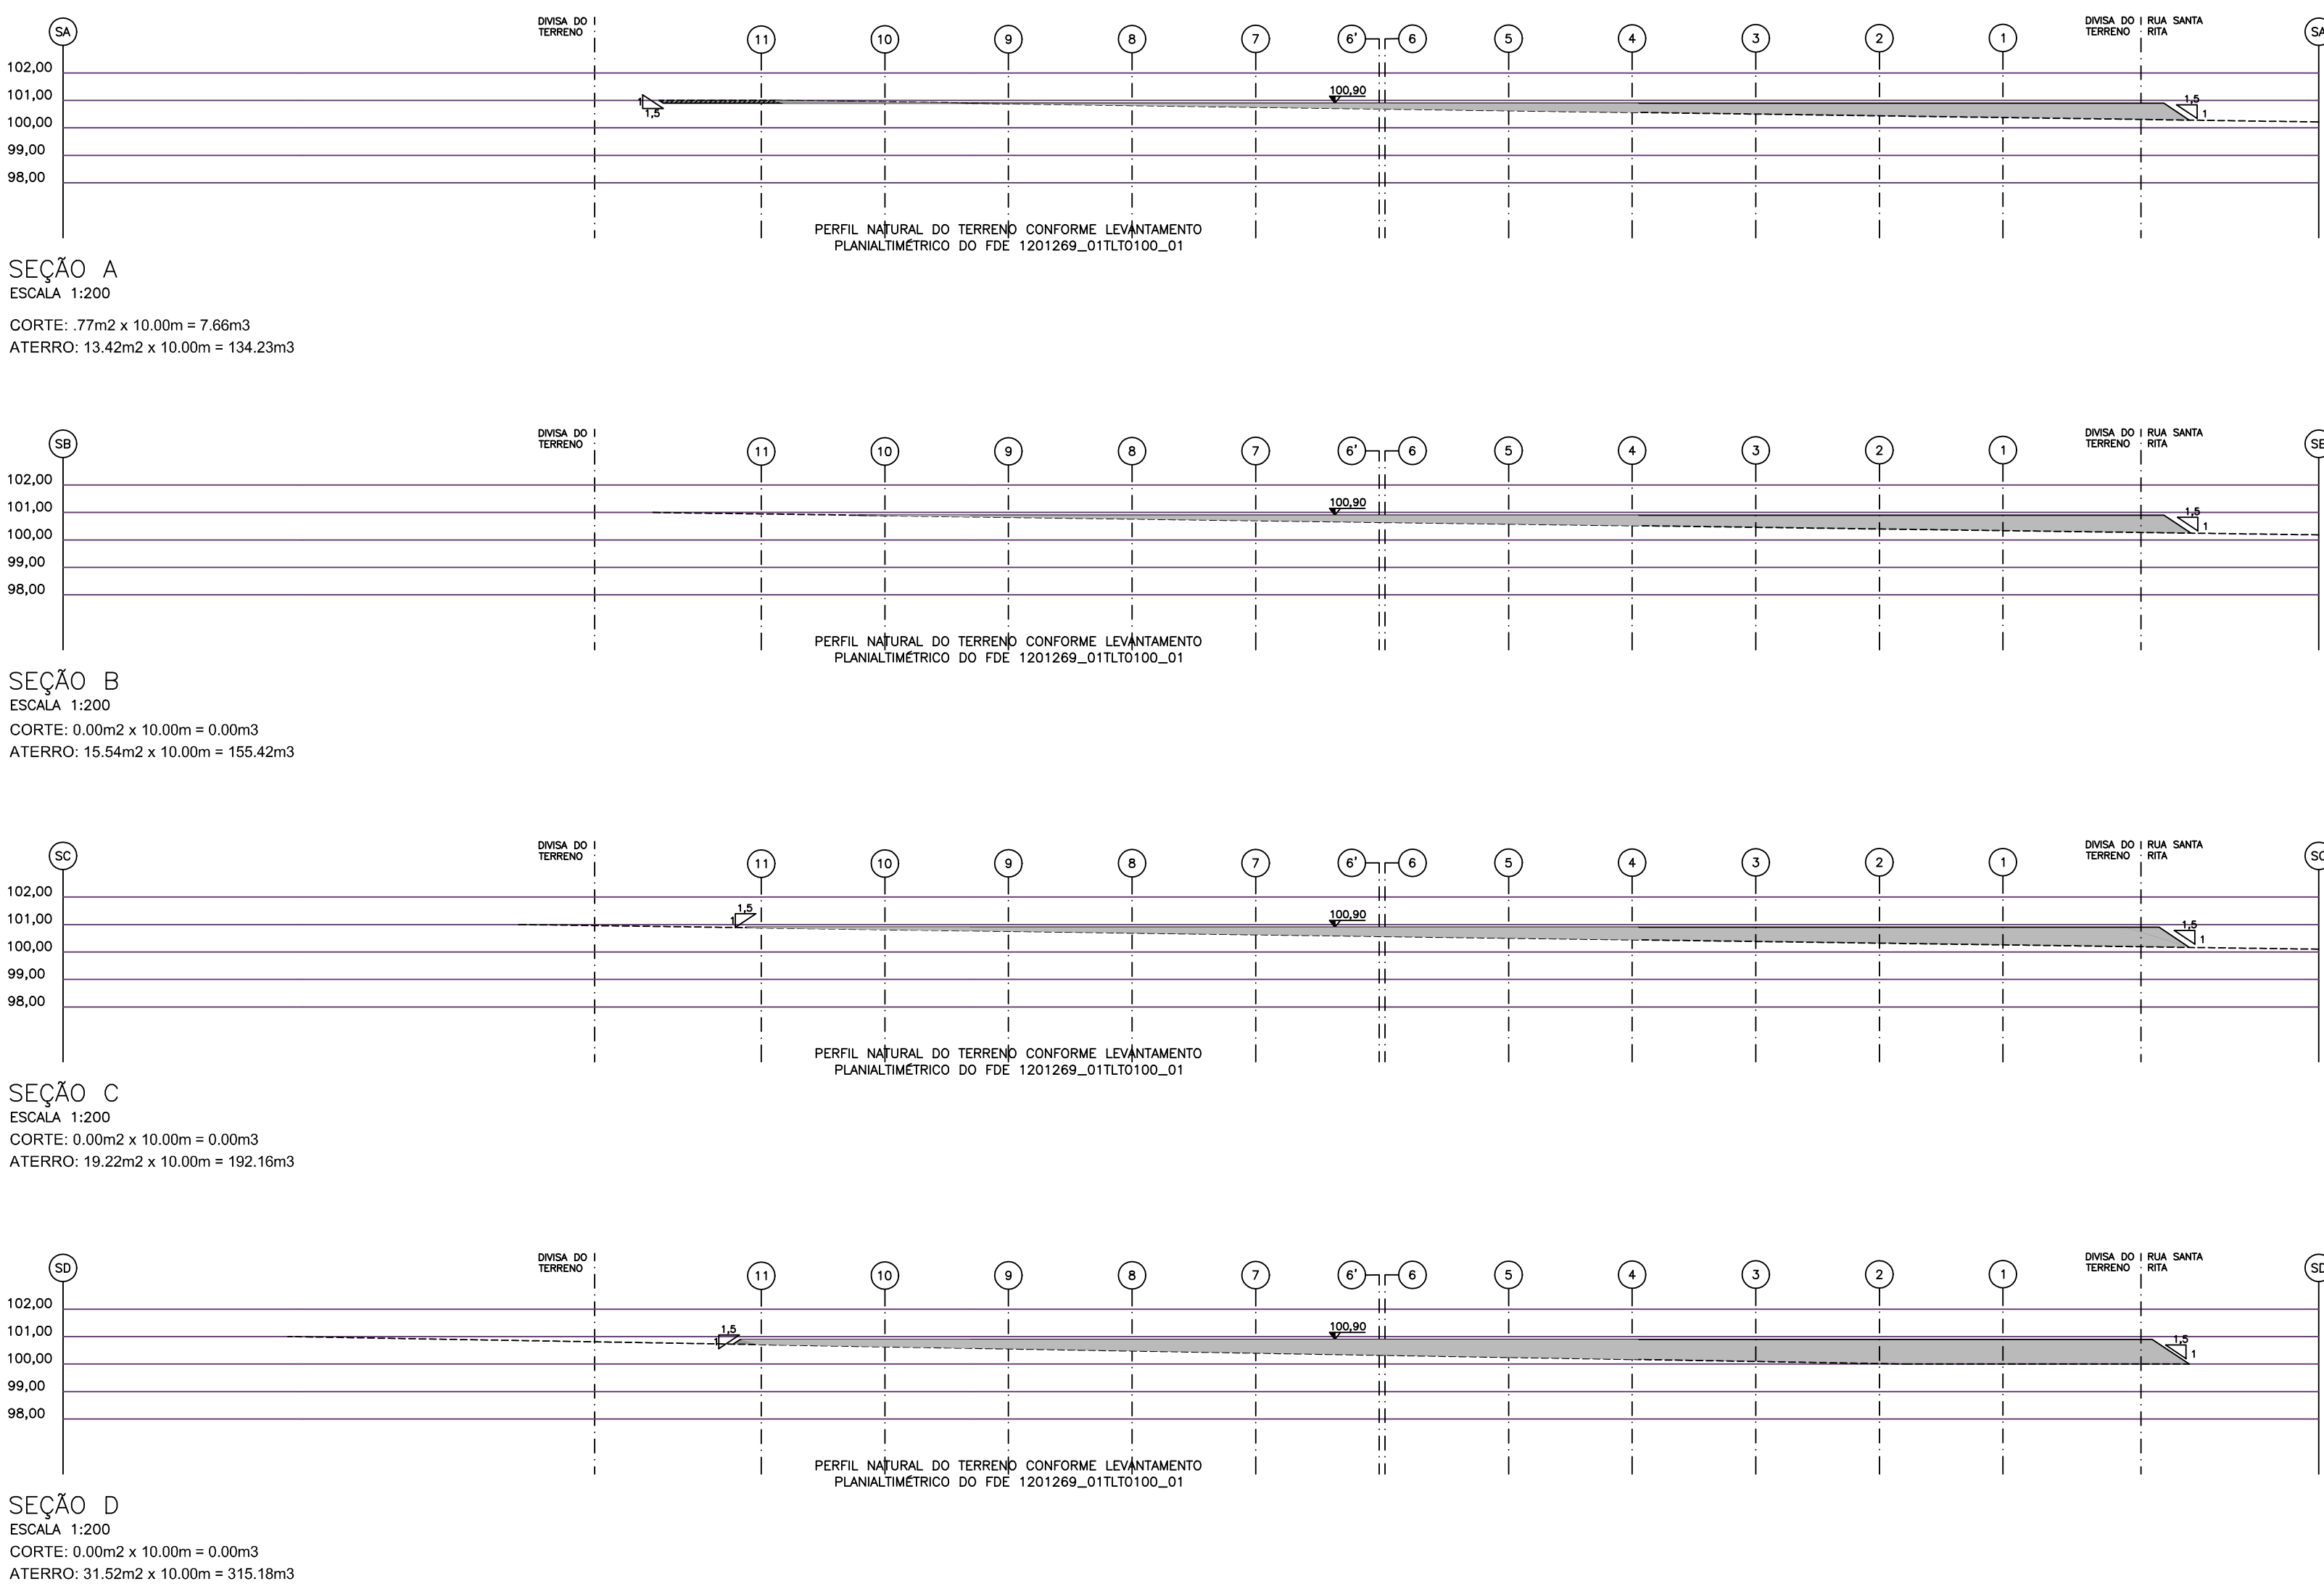 DIVISA DO
TERRENO
DIVISA DO
TERRENO
RUA SANTA
RITA
SA
11
10
9
8
7
6'
6
5
4
3
2
1
SA
102,00
101,00
100,00
99,00
98,00
1
1,5
100,90
1,5
1
PERFIL NATURAL DO TERRENO CONFORME LEVANTAMENTO
PLANIALTIMÉTRICO DO FDE 1201269_01TLT0100_01
SEÇÃO A
ESCALA 1:200
CORTE: .77m2 x 10.00m = 7.66m3
ATERRO: 13.42m2 x 10.00m = 134.23m3
DIVISA DO
TERRENO
DIVISA DO
TERRENO
RUA SANTA
RITA
SB
11
10
9
8
7
6'
6
5
4
3
2
1
SB
102,00
101,00
100,00
99,00
98,00
100,90
1,5
1
PERFIL NATURAL DO TERRENO CONFORME LEVANTAMENTO
PLANIALTIMÉTRICO DO FDE 1201269_01TLT0100_01
SEÇÃO B
ESCALA 1:200
CORTE: 0.00m2 x 10.00m = 0.00m3
ATERRO: 15.54m2 x 10.00m = 155.42m3
DIVISA DO
TERRENO
DIVISA DO
TERRENO
RUA SANTA
RITA
SC
11
10
9
8
7
6'
6
5
4
3
2
1
SC
102,00
101,00
100,00
99,00
98,00
1,5
1
100,90
1,5
1
PERFIL NATURAL DO TERRENO CONFORME LEVANTAMENTO
PLANIALTIMÉTRICO DO FDE 1201269_01TLT0100_01
SEÇÃO C
ESCALA 1:200
CORTE: 0.00m2 x 10.00m = 0.00m3
ATERRO: 19.22m2 x 10.00m = 192.16m3
DIVISA DO
TERRENO
DIVISA DO
TERRENO
RUA SANTA
RITA
SD
11
10
9
8
7
6'
6
5
4
3
2
1
SD
102,00
101,00
100,00
99,00
98,00
1,5
1
100,90
1,5
1
PERFIL NATURAL DO TERRENO CONFORME LEVANTAMENTO
PLANIALTIMÉTRICO DO FDE 1201269_01TLT0100_01
SEÇÃO D
ESCALA 1:200
CORTE: 0.00m2 x 10.00m = 0.00m3
ATERRO: 31.52m2 x 10.00m = 315.18m3